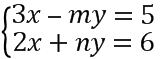 3x – my = 5
2x + ny = 6